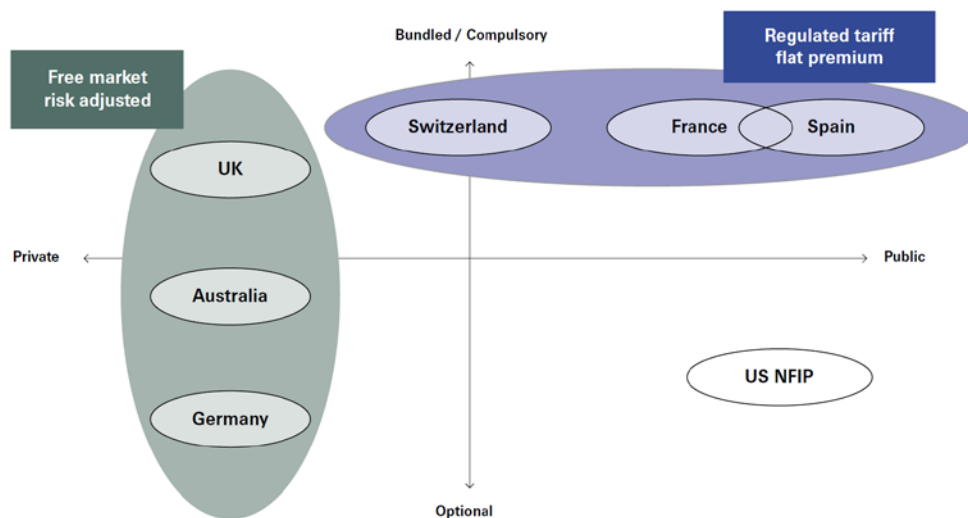 Bundled / Compulsory
Regulated tariff
flat premium
Free market
risk adjusted
Switzerland
France
Spain
UK
Private
Public
Australia
US NFIP
Germany
Optional